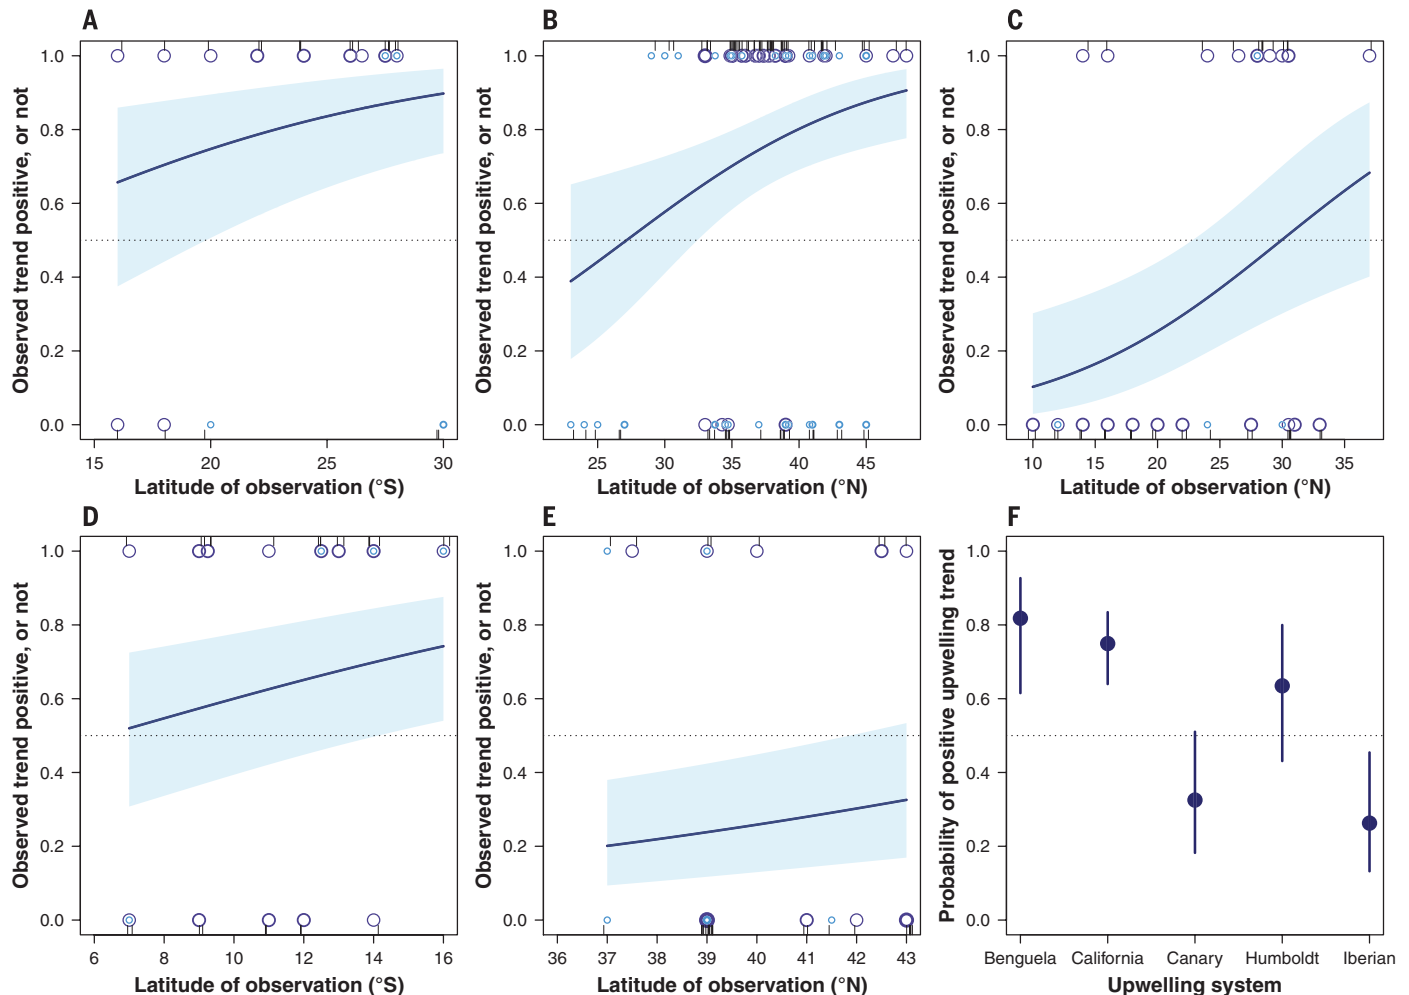 A
Observed trend positive, or not
1.0
0.8
0.6
0.4
0.2
0.0
15 20 25 30
Latitude of observation (°S)
B
Observed trend positive, or not
1.0
0.8
0.6
0.4
0.2
0.0
25 30 35 40 45
Latitude of observation (°N)
C
Observed trend positive, or not
1.0
0.8
0.6
0.4
0.2
0.0
10 15 20 25 30 35
Latitude of observation (°N)
D
Observed trend positive, or not
1.0
0.8
0.6
0.4
0.2
0.0
6 8 10 12 14 16
Latitude of observation (°S)
E
Observed trend positive, or not
1.0
0.8
0.6
0.4
0.2
0.0
36 37 38 39 40 41 42 43
Latitude of observation (°N)
F
Probability of positive upwelling trend
1.0
0.8
0.6
0.4
0.2
0.0
Benguela California Canary Humboldt Iberian
Upwelling system